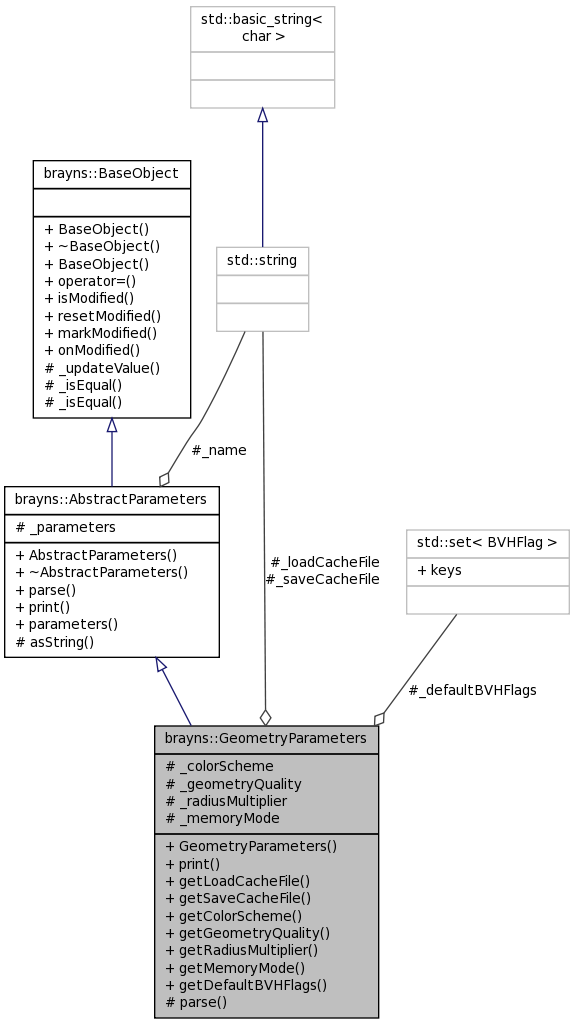 std::basic_string<
char >
brayns::BaseObject
+ BaseObject()
+ ~BaseObject()
+ BaseObject()
+ operator=()
+ isModified()
+ resetModified()
+ markModified()
+ onModified()
# _updateValue()
# _isEqual()
# _isEqual()
std::string
#_name
brayns::AbstractParameters
# _parameters
+ AbstractParameters()
+ ~AbstractParameters()
+ parse()
+ print()
+ parameters()
# asString()
#_loadCacheFile
#_saveCacheFile
std::set< BVHFlag >
+ keys
#_defaultBVHFlags
brayns::GeometryParameters
# _colorScheme
# _geometryQuality
# _radiusMultiplier
# _memoryMode
+ GeometryParameters()
+ print()
+ getLoadCacheFile()
+ getSaveCacheFile()
+ getColorScheme()
+ getGeometryQuality()
+ getRadiusMultiplier()
+ getMemoryMode()
+ getDefaultBVHFlags()
# parse()